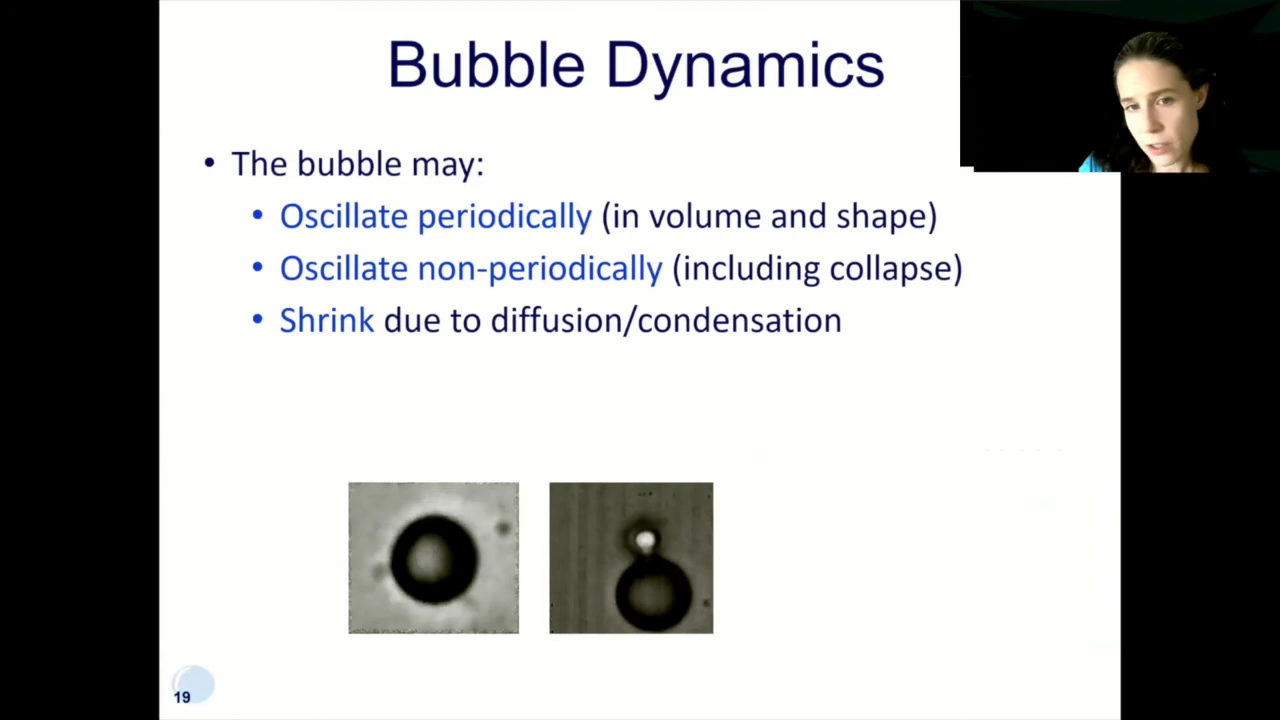 Bubble Dynamics
• The bubble may:
• Oscillate periodically (in volume and shape)
• Oscillate non-periodically (including collapse)
• Shrink due to diffusion/condensation
19